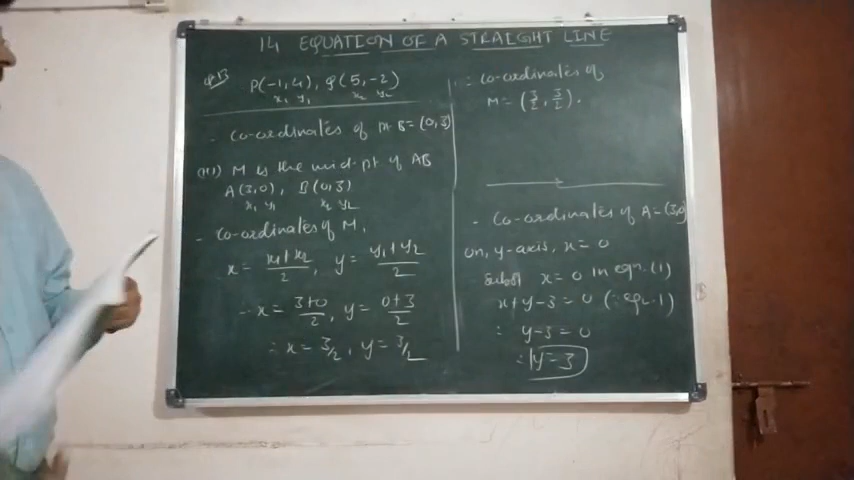 14 EQUATION OF A STRAIGHT LINE
P(-1,4), Q(5,-2)
x₁ y₁ x₂ y₂
∴ Co-ordinates of B=(0,3)
(iii) M is the mid-pt of AB
A(3,0), B(0,3)
x₁ y₁ x₂ y₂
∴ Co-ordinates of M,
x = x₁+x₂/2, y = y₁+y₂/2
∴ x = 3+0/2, y = 0+3/2
∴ x = 3/2, y = 3/2
∴ Co-ordinates of
M = (3/2, 3/2).
∴ Co-ordinates of A=(3,0)
on, y-axis, x=0
Subst x=0 in eqn.(1)
x+y-3=0 (∵ eqn.1)
∴ y-3=0
∴ y=3